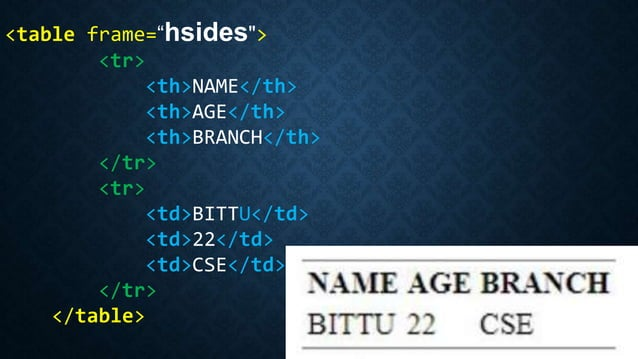 <table frame=“hsides">
<tr>
<th>NAME</th>
<th>AGE</th>
<th>BRANCH</th>
</tr>
<tr>
<td>BITTU</td>
<td>22</td>
<td>CSE</td>
</tr>
</table>
NAME AGE BRANCH
BITTU 22 CSE